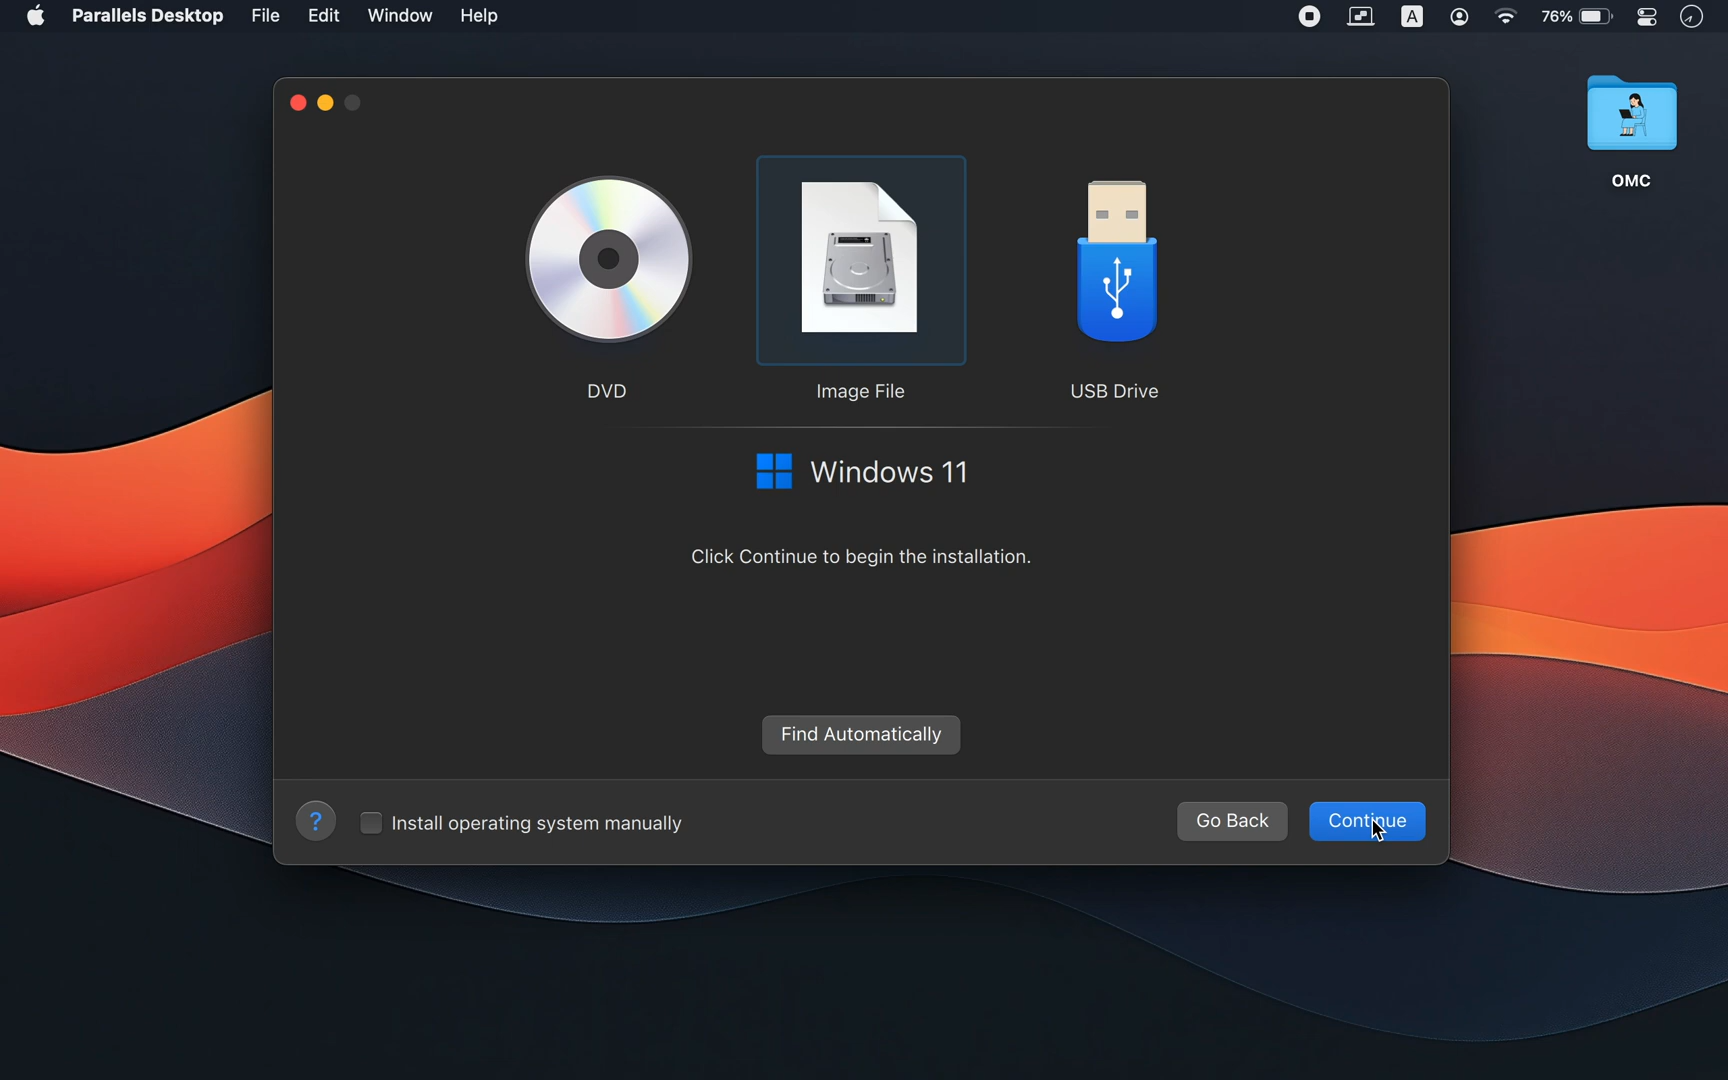 Parallels Desktop File Edit Window Help A 76%
OMC
DVD Image File USB Drive
Windows 11
Click Continue to begin the installation.
Find Automatically
? Install operating system manually Go Back Continue